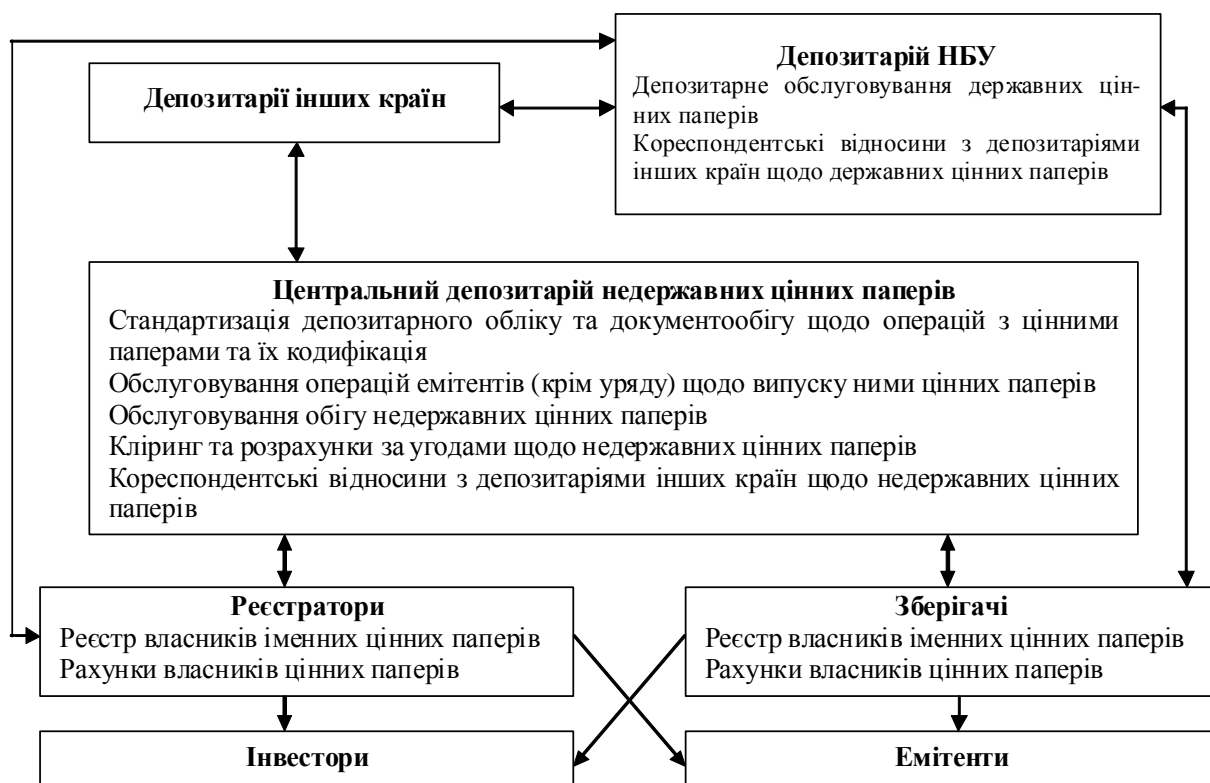 Депозитарії інших країн
Депозитарій НБУ
Депозитарне обслуговування державних цін-
них паперів
Кореспондентські відносини з депозитаріями
інших країн щодо державних цінних паперів
Центральний депозитарій недержавних цінних паперів
Стандартизація депозитарного обліку та документообігу щодо операцій з цінними
паперами та їх кодифікація
Обслуговування операцій емітентів (крім уряду) щодо випуску ними цінних паперів
Обслуговування обігу недержавних цінних паперів
Кліринг та розрахунки за угодами щодо недержавних цінних паперів
Кореспондентські відносини з депозитаріями інших країн щодо недержавних цінних
паперів
Реєстратори
Реєстр власників іменних цінних паперів
Рахунки власників цінних паперів
Зберігачі
Реєстр власників іменних цінних паперів
Рахунки власників цінних паперів
Інвестори
Емітенти